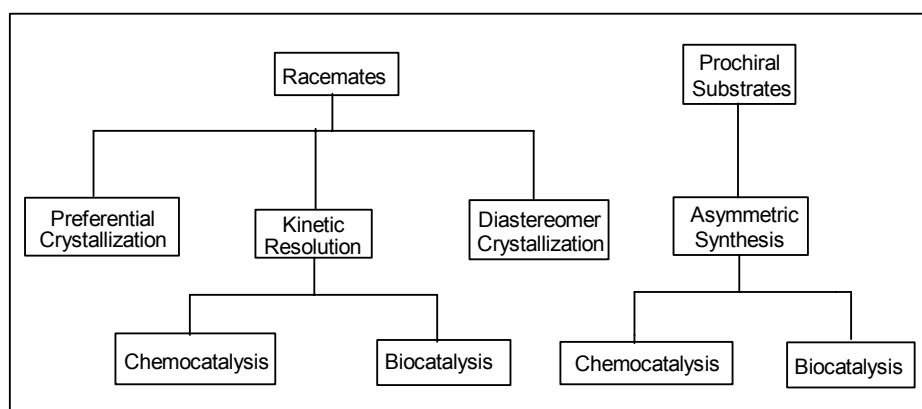 Racemates
Prochiral
Substrates
Preferential
Crystallization
Kinetic
Resolution
Diastereomer
Crystallization
Asymmetric
Synthesis
Chemocatalysis
Biocatalysis
Chemocatalysis
Biocatalysis